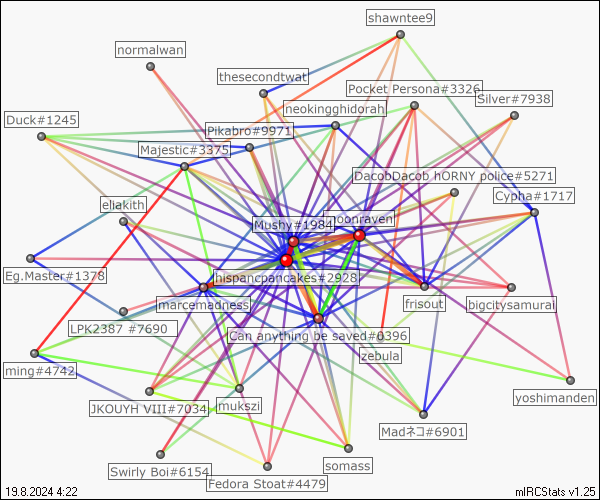 shawntee9
normalwan
thesecondtwat
Pocket Persona#3326
Silver#7938
neokingghidorah
Duck#1245
Pikabro#9971
Majestic#3375
DacobDacob hORNY police#5271
Cypha#1717
eliakith
Mushy#1984
noonraven
Eg.Master#1378
hispancpancakes#2928
marcemadness
frisout
bigcitysamurai
LPK2387 #7690
Can anything be saved#0396
zebula
ming#4742
yoshimanden
JKOUYH VIII#7034
mukszi
Madネコ#6901
somass
Swirly Boi#6154
Fedora Stoat#4479
19.8.2024 4:22
mIRCStats v1.25